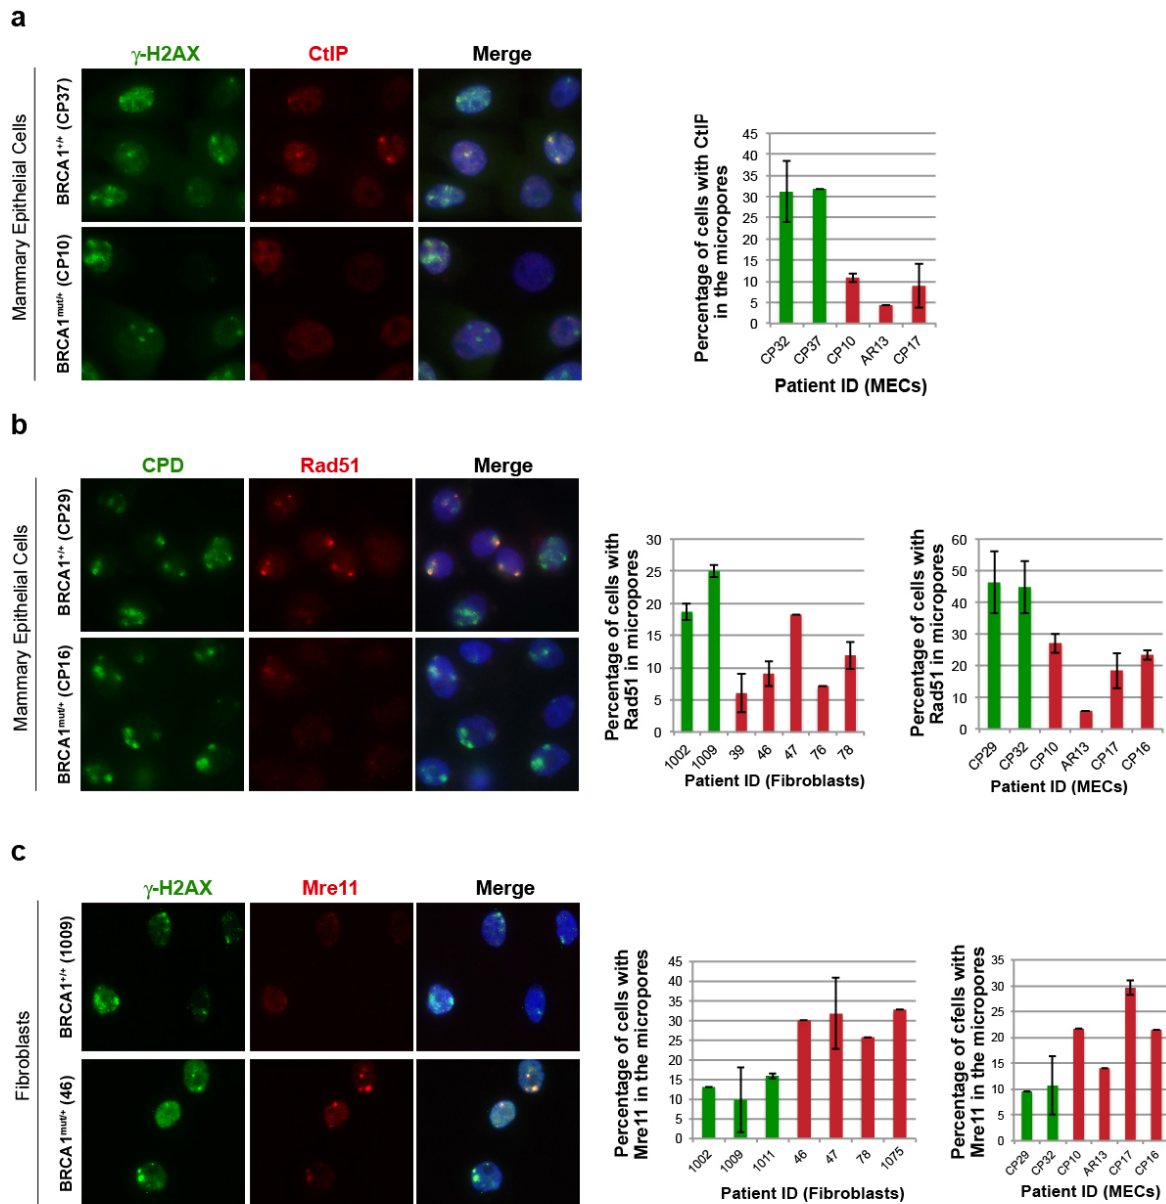 a
γ-H2AX CtIP Merge
Mammary Epithelial Cells
BRCA1+/+ (CP37)
BRCA1mut/+ (CP10)
Percentage of cells with CtIP
in the micropores
45
40
35
30
25
20
15
10
5
0
CP32 CP37 CP10 AR13 CP17
Patient ID (MECs)
b
CPD Rad51 Merge
Mammary Epithelial Cells
BRCA1+/+ (CP29)
BRCA1mut/+ (CP16)
Percentage of cells with
Rad51 in micropores
30
25
20
15
10
5
0
1002 1009 39 46 47 76 78
Patient ID (Fibroblasts)
Percentage of cells with
Rad51 in micropores
60
50
40
30
20
10
0
CP29 CP32 CP10 AR13 CP17 CP16
Patient ID (MECs)
c
γ-H2AX Mre11 Merge
Fibroblasts
BRCA1+/+ (1009)
BRCA1mut/+ (46)
Percentage of cells with
Mre11 in the micropores
45
40
35
30
25
20
15
10
5
0
1002 1009 1011 46 47 78 1075
Patient ID (Fibroblasts)
Percentage of cfells with
Mre11 in the micropores
35
30
25
20
15
10
5
0
CP29 CP32 CP10 AR13 CP17 CP16
Patient ID (MECs)